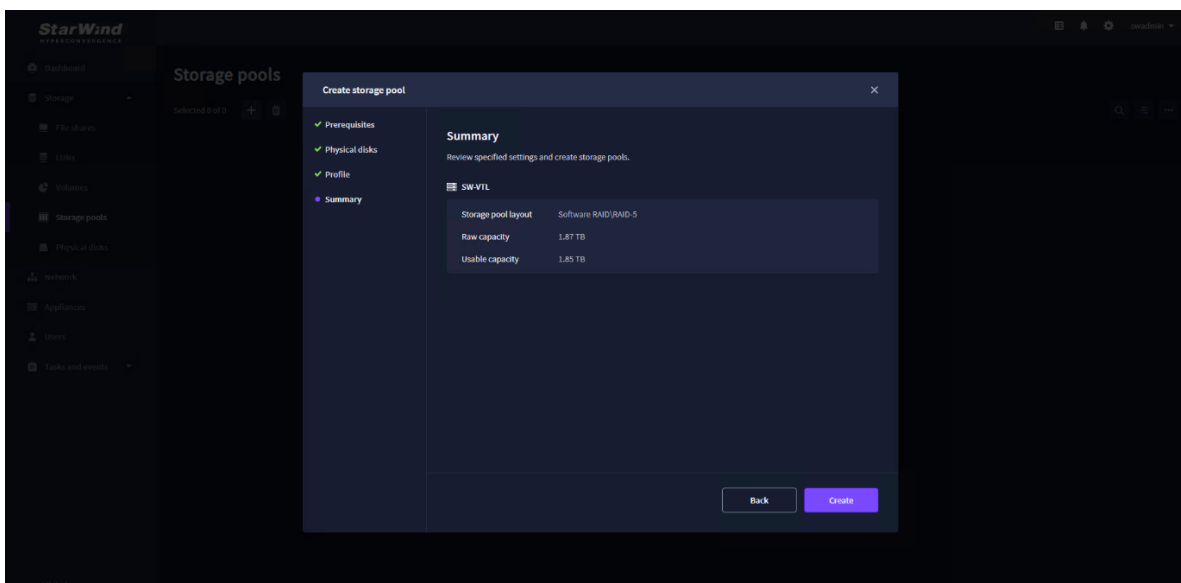 StarWind
HYPERCONVERGENCE
swadmin
Dashboard
Storage
File shares
LUNs
Volumes
Storage pools
Physical disks
Network
Appliances
Users
Tasks and events
Storage pools
Selected 0 of 0
Create storage pool
Prerequisites
Physical disks
Profile
Summary
Summary
Review specified settings and create storage pools.
SW-VTL
Storage pool layout Software RAID\RAID-5
Raw capacity 1.87 TB
Usable capacity 1.85 TB
Back
Create